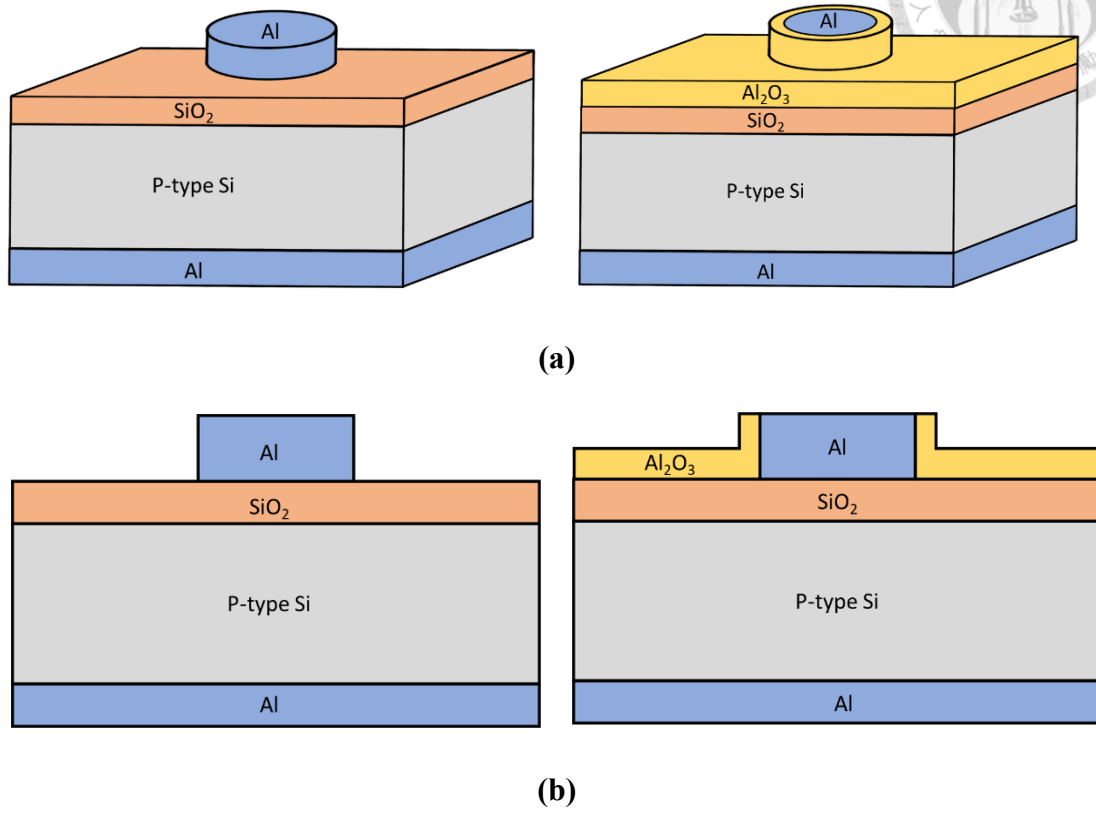 Al
SiO₂
P-type Si
Al
Al
Al₂O₃
SiO₂
P-type Si
Al
(a)
Al
SiO₂
P-type Si
Al
Al
Al₂O₃
SiO₂
P-type Si
Al
(b)